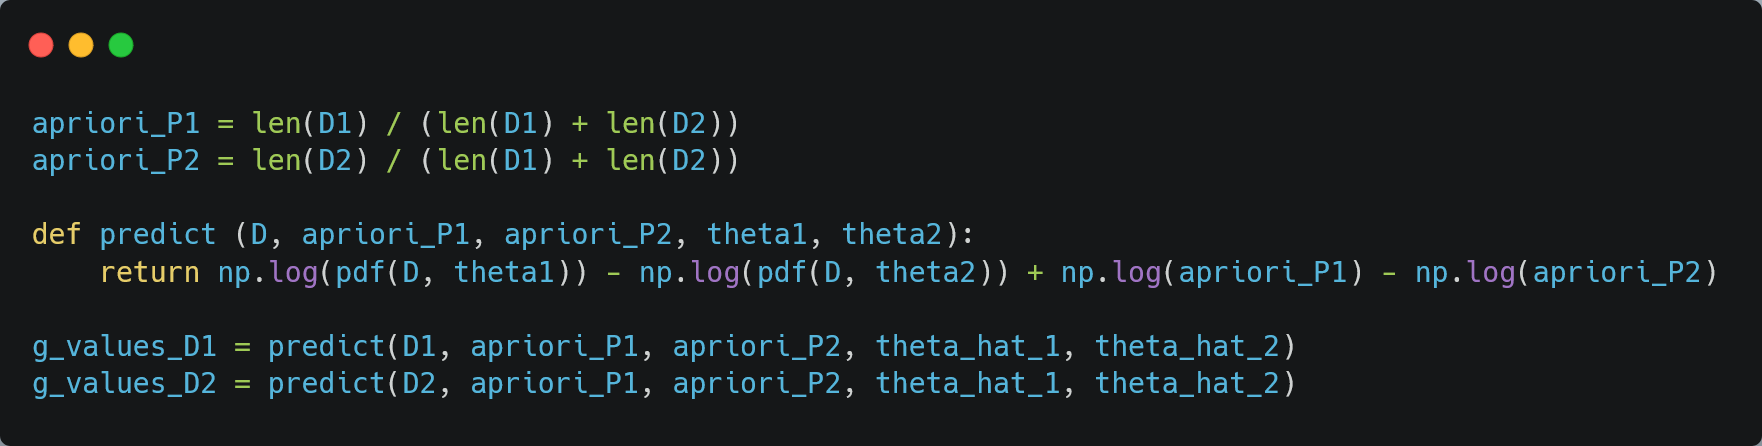 apriori_P1 = len(D1) / (len(D1) + len(D2))
apriori_P2 = len(D2) / (len(D1) + len(D2))
def predict (D, apriori_P1, apriori_P2, theta1, theta2):
    return np.log(pdf(D, theta1)) - np.log(pdf(D, theta2)) + np.log(apriori_P1) - np.log(apriori_P2)
g_values_D1 = predict(D1, apriori_P1, apriori_P2, theta_hat_1, theta_hat_2)
g_values_D2 = predict(D2, apriori_P1, apriori_P2, theta_hat_1, theta_hat_2)